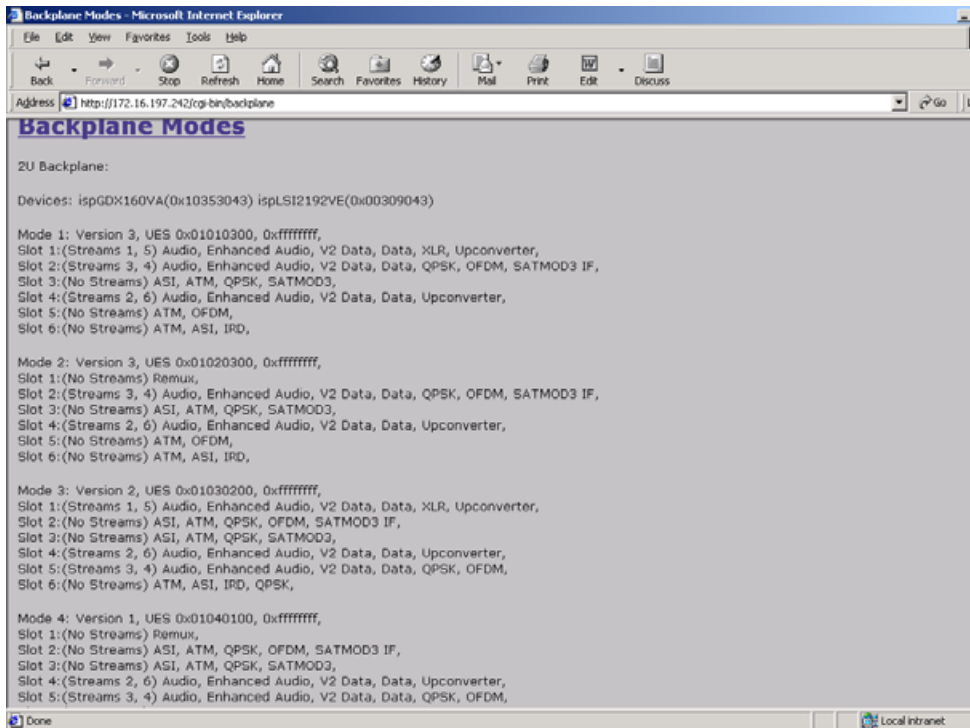 Backplane Modes - Microsoft Internet Explorer
File Edit View Favorites Tools Help
Back Forward Stop Refresh Home Search Favorites History Mail Print Edit Discuss
Address http://172.16.197.242/cgi-bin/backplane Go
Backplane Modes
2U Backplane:
Devices: ispGDX160VA(0x10353043) ispLSI2192VE(0x00309043)
Mode 1: Version 3, UES 0x01010300, 0xffffffff,
Slot 1:(Streams 1, 5) Audio, Enhanced Audio, V2 Data, Data, XLR, Upconverter,
Slot 2:(Streams 3, 4) Audio, Enhanced Audio, V2 Data, Data, QPSK, OFDM, SATMOD3 IF,
Slot 3:(No Streams) ASI, ATM, QPSK, SATMOD3,
Slot 4:(Streams 2, 6) Audio, Enhanced Audio, V2 Data, Data, Upconverter,
Slot 5:(No Streams) ATM, OFDM,
Slot 6:(No Streams) ATM, ASI, IRD,
Mode 2: Version 3, UES 0x01020300, 0xffffffff,
Slot 1:(No Streams) Remux,
Slot 2:(Streams 3, 4) Audio, Enhanced Audio, V2 Data, Data, QPSK, OFDM, SATMOD3 IF,
Slot 3:(No Streams) ASI, ATM, QPSK, SATMOD3,
Slot 4:(Streams 2, 6) Audio, Enhanced Audio, V2 Data, Data, Upconverter,
Slot 5:(No Streams) ATM, OFDM,
Slot 6:(No Streams) ATM, ASI, IRD,
Mode 3: Version 2, UES 0x01030200, 0xffffffff,
Slot 1:(Streams 1, 5) Audio, Enhanced Audio, V2 Data, Data, XLR, Upconverter,
Slot 2:(No Streams) ASI, ATM, QPSK, OFDM, SATMOD3 IF,
Slot 3:(No Streams) ASI, ATM, QPSK, SATMOD3,
Slot 4:(Streams 2, 6) Audio, Enhanced Audio, V2 Data, Data, Upconverter,
Slot 5:(Streams 3, 4) Audio, Enhanced Audio, V2 Data, Data, QPSK, OFDM,
Slot 6:(No Streams) ATM, ASI, IRD, QPSK,
Mode 4: Version 1, UES 0x01040100, 0xffffffff,
Slot 1:(No Streams) Remux,
Slot 2:(No Streams) ASI, ATM, QPSK, OFDM, SATMOD3 IF,
Slot 3:(No Streams) ASI, ATM, QPSK, SATMOD3,
Slot 4:(Streams 2, 6) Audio, Enhanced Audio, V2 Data, Data, Upconverter,
Slot 5:(Streams 3, 4) Audio, Enhanced Audio, V2 Data, Data, QPSK, OFDM,
Done Local intranet